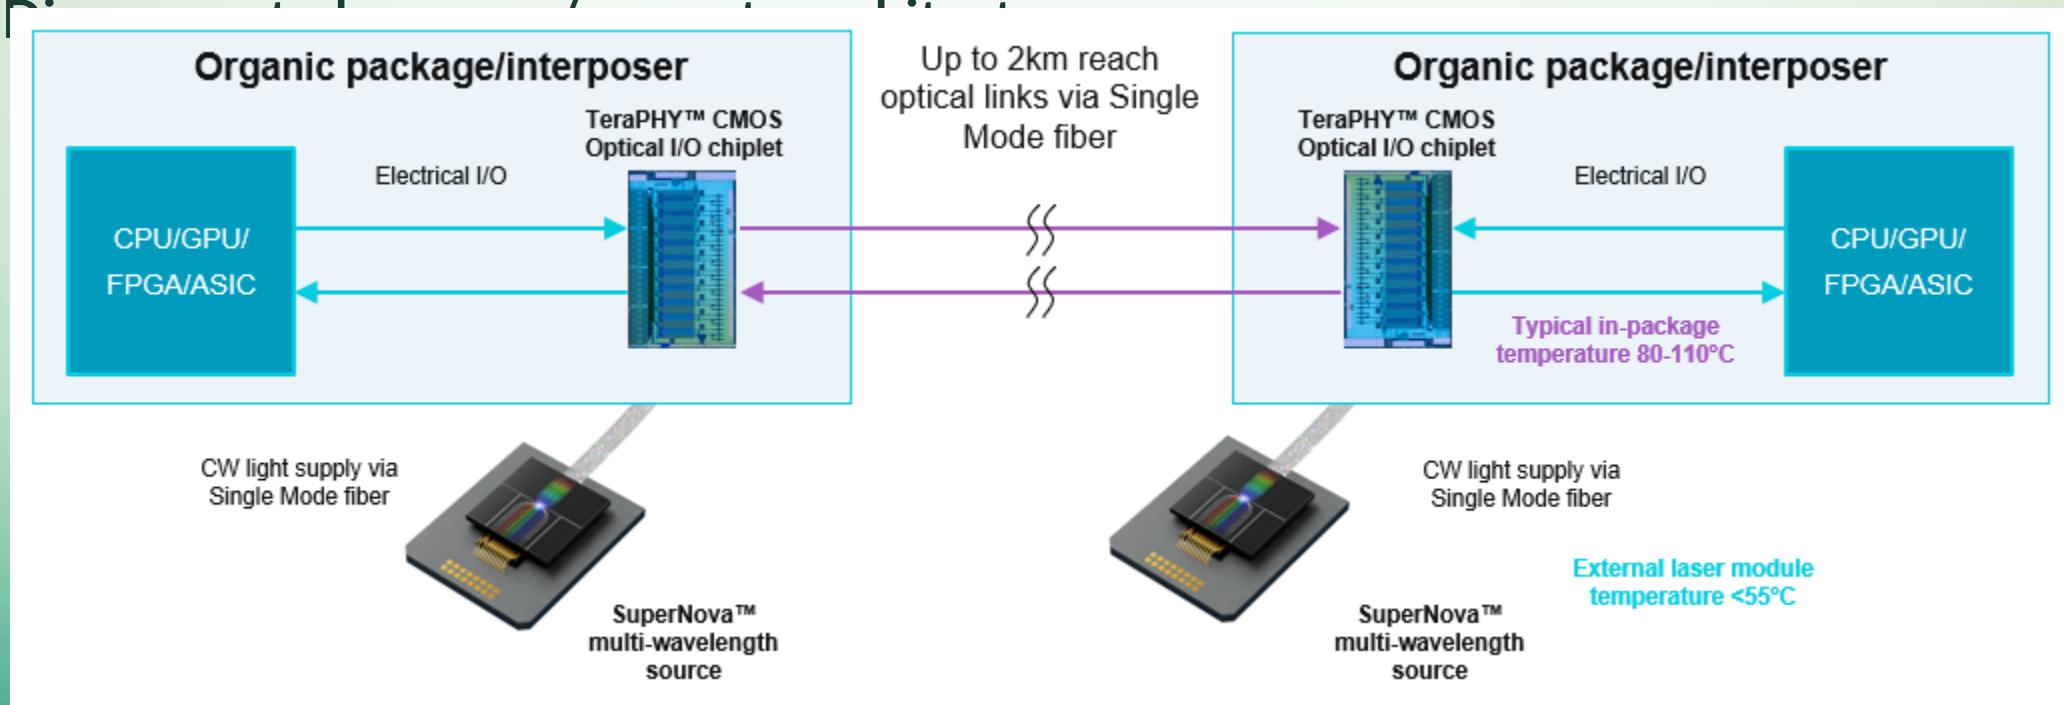 Organic package/interposer
TeraPHY™ CMOS
Optical I/O chiplet
Electrical I/O
CPU/GPU/
FPGA/ASIC
Up to 2km reach
optical links via Single
Mode fiber
Organic package/interposer
TeraPHY™ CMOS
Optical I/O chiplet
Electrical I/O
CPU/GPU/
FPGA/ASIC
Typical in-package
temperature 80-110°C
CW light supply via
Single Mode fiber
SuperNova™
multi-wavelength
source
CW light supply via
Single Mode fiber
External laser module
temperature <55°C
SuperNova™
multi-wavelength
source